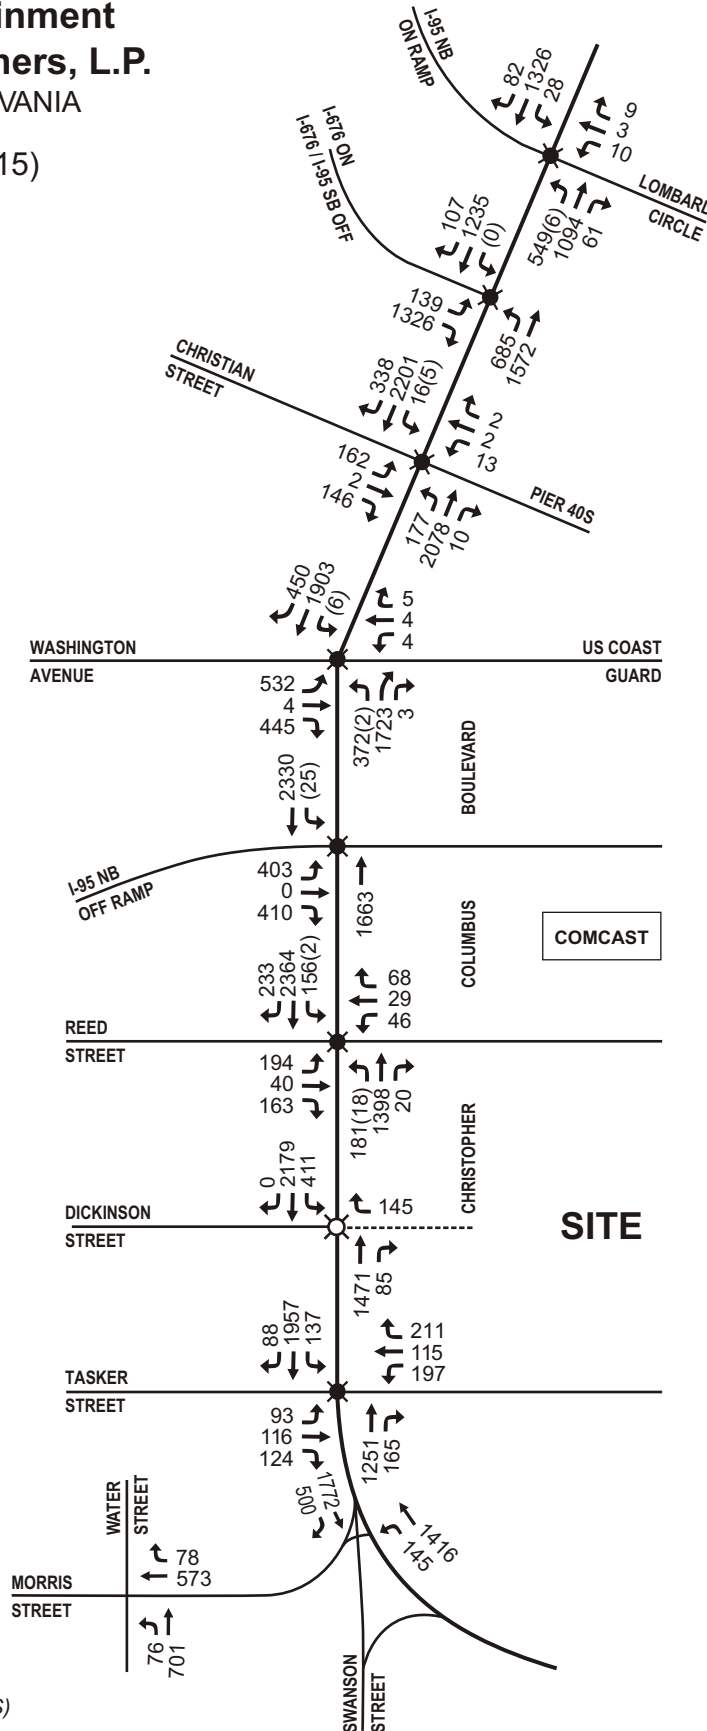 inment
ners, L.P.
VANIA
15)
I-95 NB
ON RAMP
82
1326
28
9
3
10
LOMBARD
CIRCLE
549(6)
1094
61
I-676 ON
I-676 / I-95 SB OFF
107
1235
(0)
139
1326
685
1572
CHRISTIAN
STREET
338
2201
16(5)
2
2
13
162
2
146
177
2078
10
PIER 40S
450
1903
(6)
5
4
4
WASHINGTON
AVENUE
US COAST
GUARD
532
4
445
372(2)
1723
3
BOULEVARD
2330
(25)
I-95 NB
OFF RAMP
403
0
410
1663
COLUMBUS
COMCAST
233
2364
156(2)
68
29
46
REED
STREET
194
40
163
181(18)
1398
20
CHRISTOPHER
0
2179
411
145
DICKINSON
STREET
SITE
1471
85
88
1957
137
211
115
197
TASKER
STREET
93
116
124
1251
165
1772
500
1416
145
WATER
STREET
78
573
MORRIS
STREET
76
701
SWANSON
STREET
S)